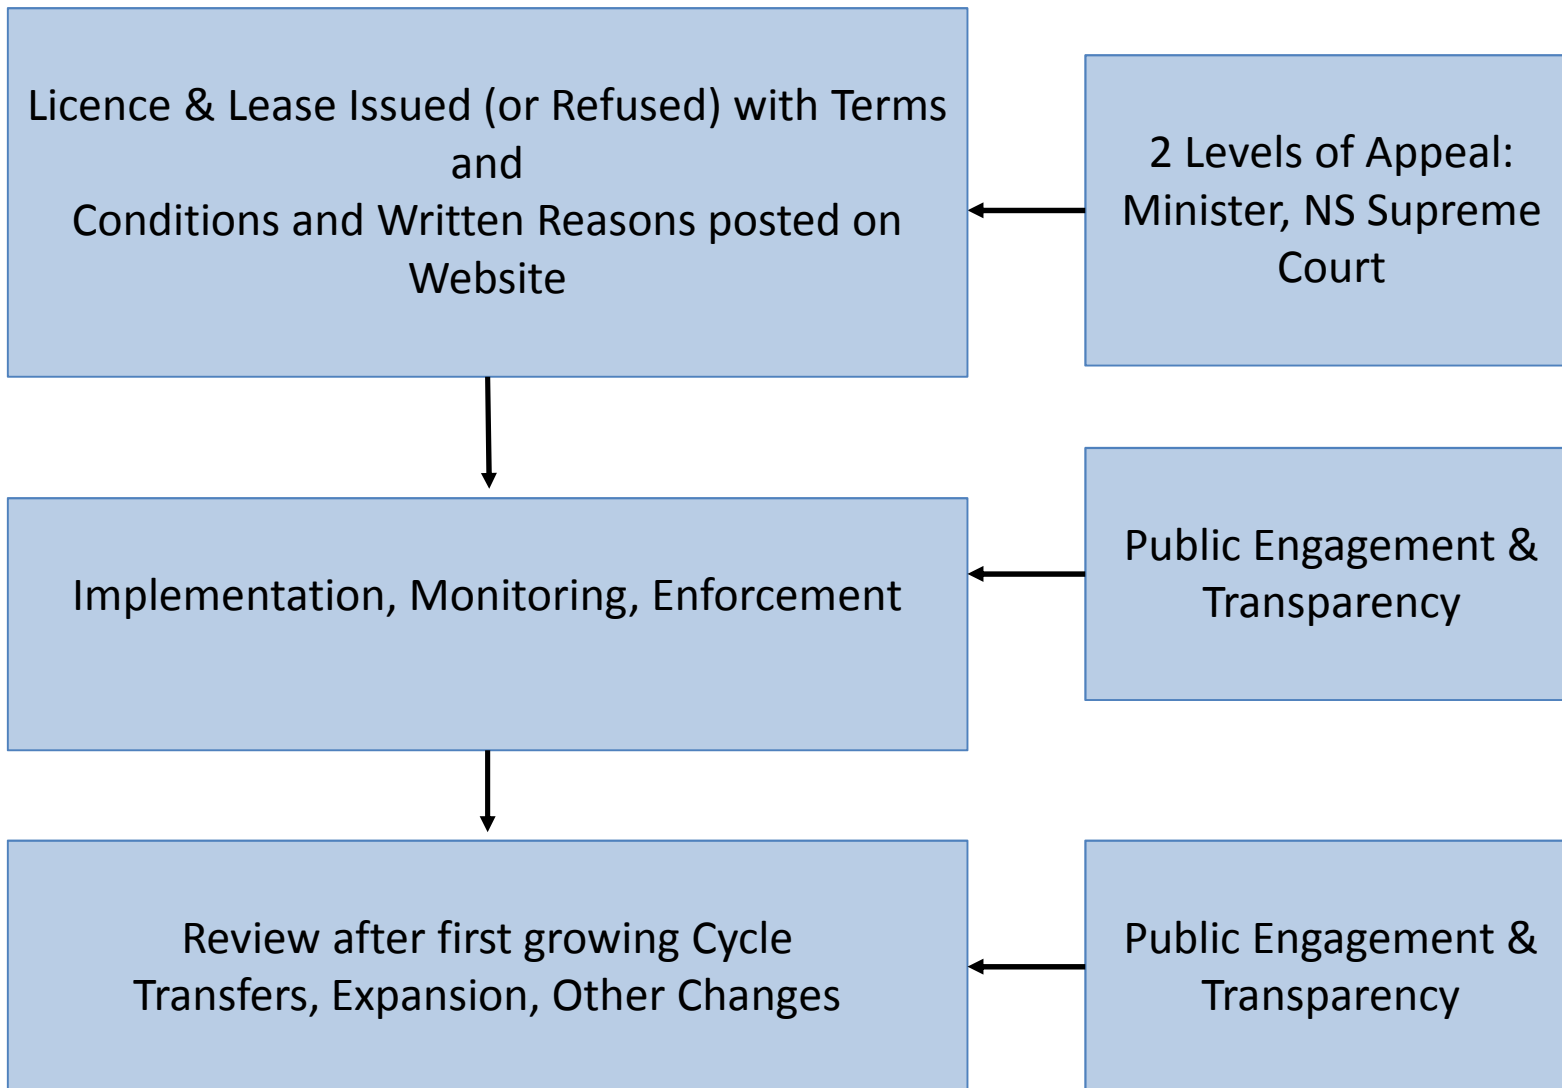 Licence & Lease Issued (or Refused) with Terms
and
Conditions and Written Reasons posted on
Website
2 Levels of Appeal:
Minister, NS Supreme
Court
Implementation, Monitoring, Enforcement
Public Engagement &
Transparency
Review after first growing Cycle
Transfers, Expansion, Other Changes
Public Engagement &
Transparency